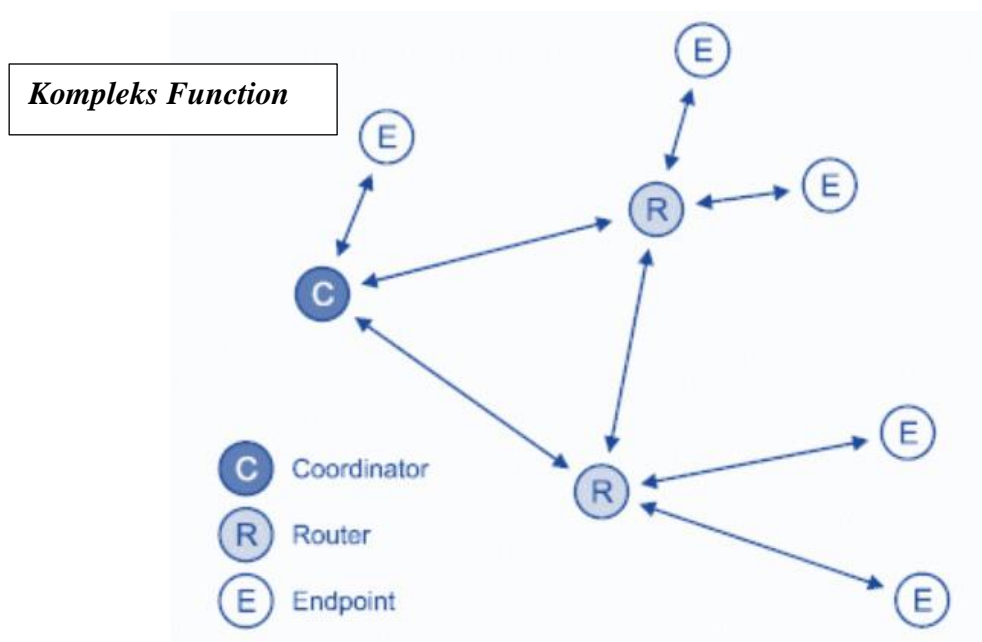 Kompleks Function
E
E
E
R
C
E
R
E
C Coordinator
R Router
E Endpoint